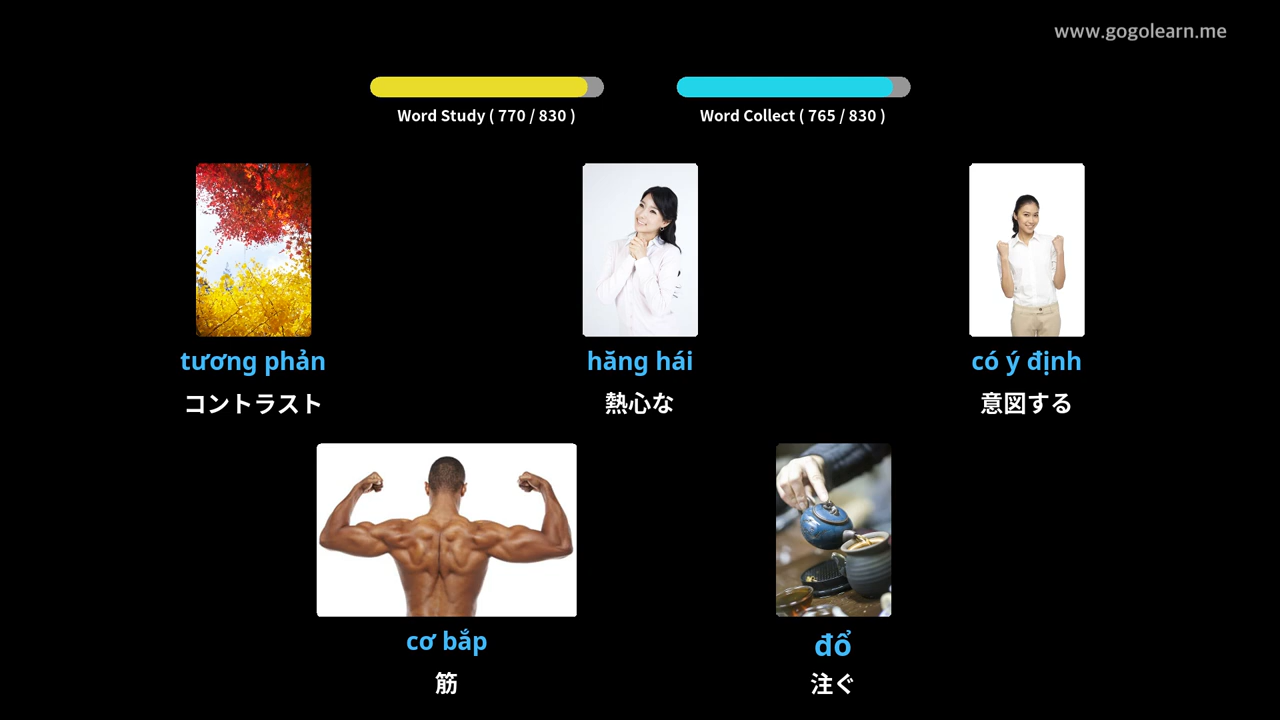 www.gogolearn.me
Word Study ( 770 / 830 )
Word Collect ( 765 / 830 )
tương phản
コントラスト
hăng hái
熱心な
có ý định
意図する
cơ bắp
筋
đổ
注ぐ